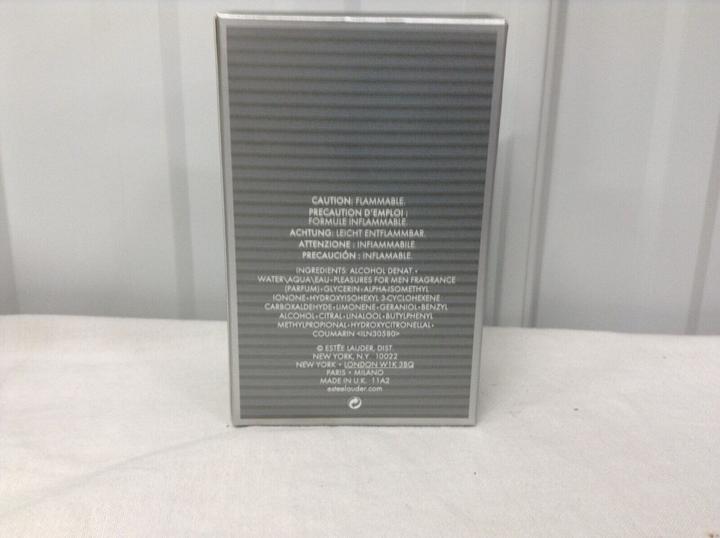 CAUTION: FLAMMABLE.
PRECAUTION D'EMPLOI :
FORMULE INFLAMMABLE.
ACHTUNG: LEICHT ENTFLAMMBAR.
ATTENZIONE : INFIAMMABILE
PRECAUCIÓN : INFLAMABLE.
INGREDIENTS: ALCOHOL DENAT •
WATER\AQUA\EAU • PLEASURES FOR MEN FRAGRANCE
(PARFUM) • GLYCERIN • ALPHA-ISOMETHYL
IONONE • HYDROXYISOHEXYL 3-CYCLOHEXENE
CARBOXALDEHYDE • LIMONENE • GERANIOL • BENZYL
ALCOHOL • CITRAL • LINALOOL • BUTYLPHENYL
METHYLPROPIONAL • HYDROXYCITRONELLAL •
COUMARIN <ILN30580>
© ESTĒE LAUDER, DIST.
NEW YORK, N.Y. 10022
NEW YORK • LONDON W1K 3BQ
PARIS • MILANO
MADE IN U.K. 11A2
esteelauder.com